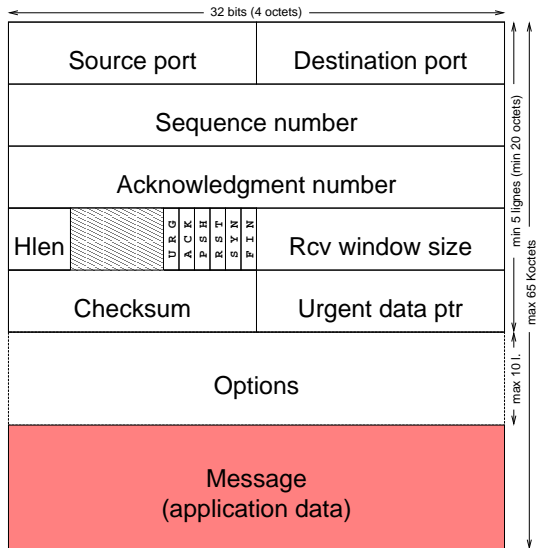 32 bits (4 octets)
Source port
Destination port
Sequence number
Acknowledgment number
Hlen
URG
ACK
PSH
RST
SYN
FIN
Rcv window size
Checksum
Urgent data ptr
Options
Message
(application data)
min 5 lignes (min 20 octets)
max 10 l.
max 65 Koctets